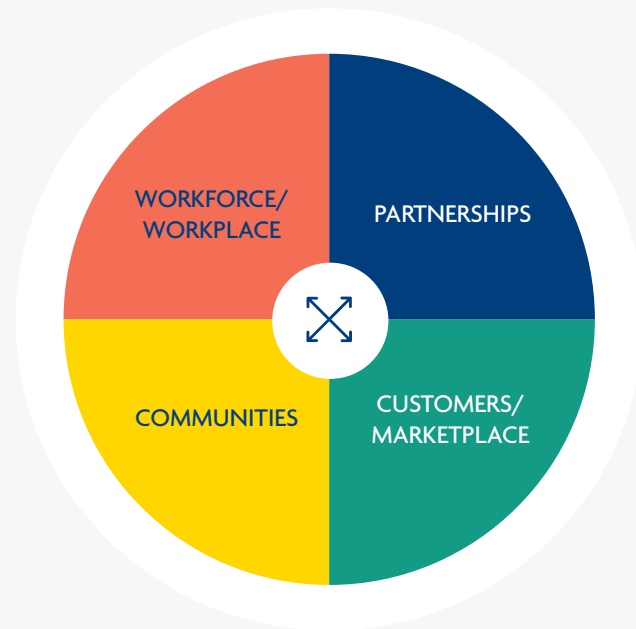 WORKFORCE/
WORKPLACE
PARTNERSHIPS
COMMUNITIES
CUSTOMERS/
MARKETPLACE